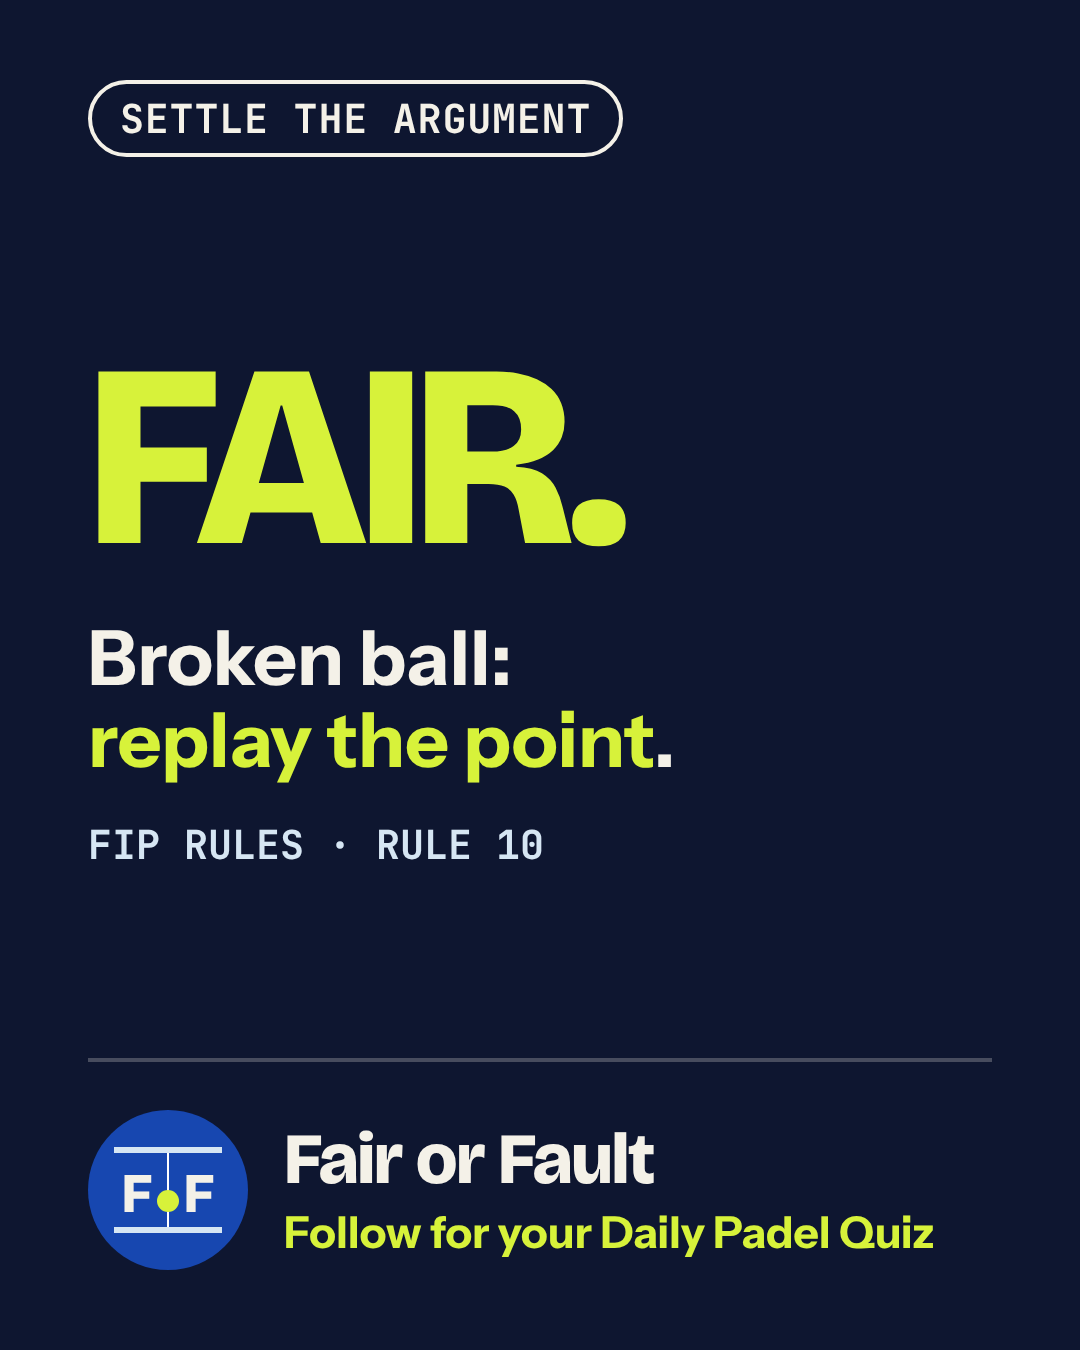 SETTLE THE ARGUMENT
FAIR.
Broken ball:
replay the point.
FIP RULES · RULE 10
F F
Fair or Fault
Follow for your Daily Padel Quiz